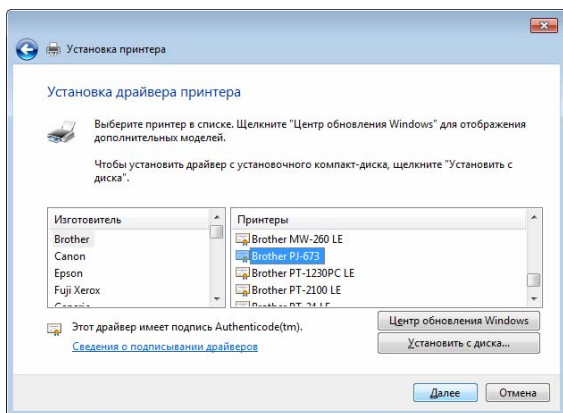 Установка принтера
Установка драйвера принтера
Выберите принтер в списке. Щелкните "Центр обновления Windows" для отображения
дополнительных моделей.
Чтобы установить драйвер с установочного компакт-диска, щелкните "Установить с
диска".
Изготовитель
Brother
Canon
Epson
Fuji Xerox
Принтеры
Brother MW-260 LE
Brother PJ-673
Brother PT-1230PC LE
Brother PT-2100 LE
Этот драйвер имеет подпись Authenticode(tm).
Сведения о подписывании драйверов
Центр обновления Windows
Установить с диска...
Далее
Отмена